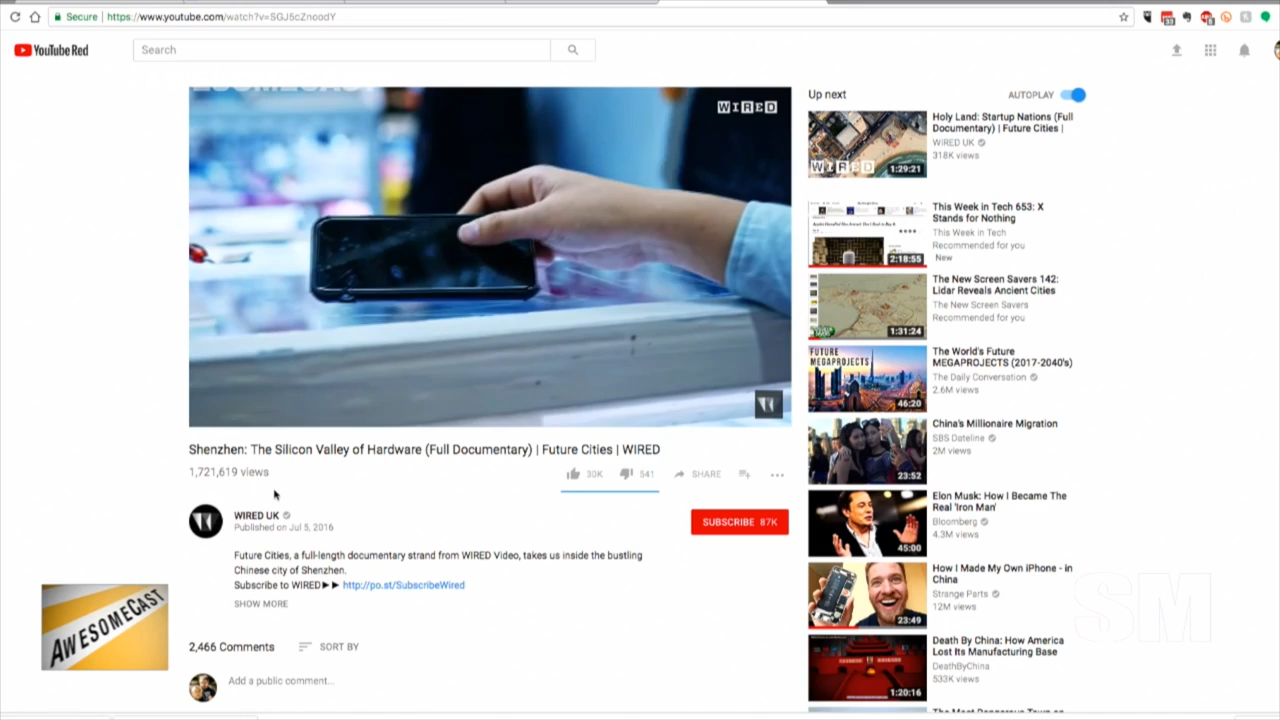 Secure
https://www.youtube.com/watch?v=SGJ5cZnoodY
YouTube Red
Search
WIRED
Shenzhen: The Silicon Valley of Hardware (Full Documentary) | Future Cities | WIRED
1,721,619 views
30K
541
SHARE
WIRED UK
Published on Jul 5, 2016
SUBSCRIBE 87K
Future Cities, a full-length documentary strand from WIRED Video, takes us inside the bustling
Chinese city of Shenzhen.
Subscribe to WIRED►► http://po.st/SubscribeWired
SHOW MORE
AWESOMECAST
2,466 Comments
SORT BY
Add a public comment...
Up next
AUTOPLAY
WIRED
1:29:21
Holy Land: Startup Nations (Full
Documentary) | Future Cities |
WIRED UK
318K views
2:18:55
This Week in Tech 653: X
Stands for Nothing
This Week in Tech
Recommended for you
New
1:31:24
The New Screen Savers 142:
Lidar Reveals Ancient Cities
The New Screen Savers
Recommended for you
FUTURE
MEGAPROJECTS
46:20
The World's Future
MEGAPROJECTS (2017-2040's)
The Daily Conversation
2.6M views
23:52
China's Millionaire Migration
SBS Dateline
2M views
45:00
Elon Musk: How I Became The
Real 'Iron Man'
Bloomberg
4.3M views
23:49
How I Made My Own iPhone - in
China
Strange Parts
12M views
SM
1:20:16
Death By China: How America
Lost Its Manufacturing Base
DeathByChina
533K views